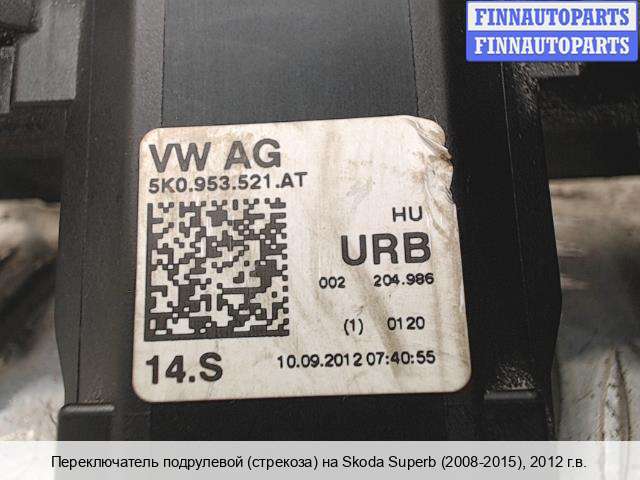 FINNAUTOPARTS
FINNAUTOPARTS
VW AG
5K0.953.521.AT
HU
URB
002 204.986
(1) 0120
14.S
10.09.2012 07:40:55
Переключатель подрулевой (стрекоза) на Skoda Superb (2008-2015), 2012 г.в.